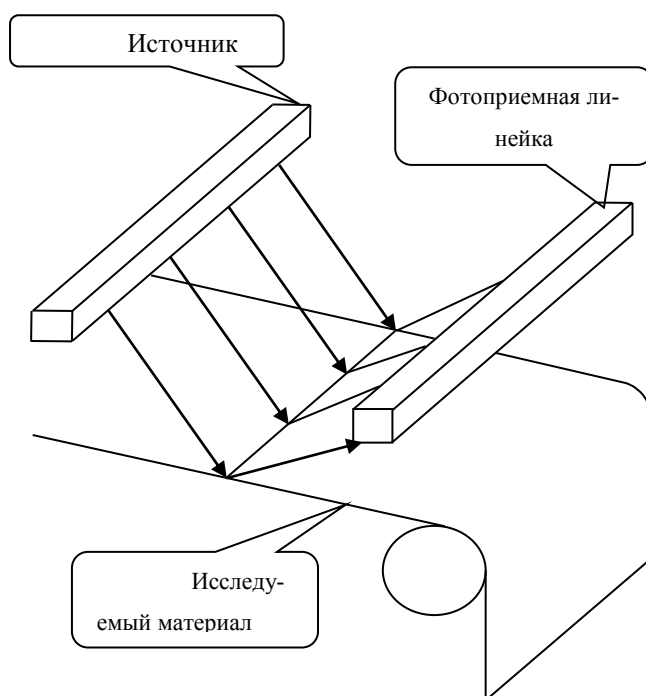 Источник
Фотоприемная ли-
нейка
Исследу-
емый материал